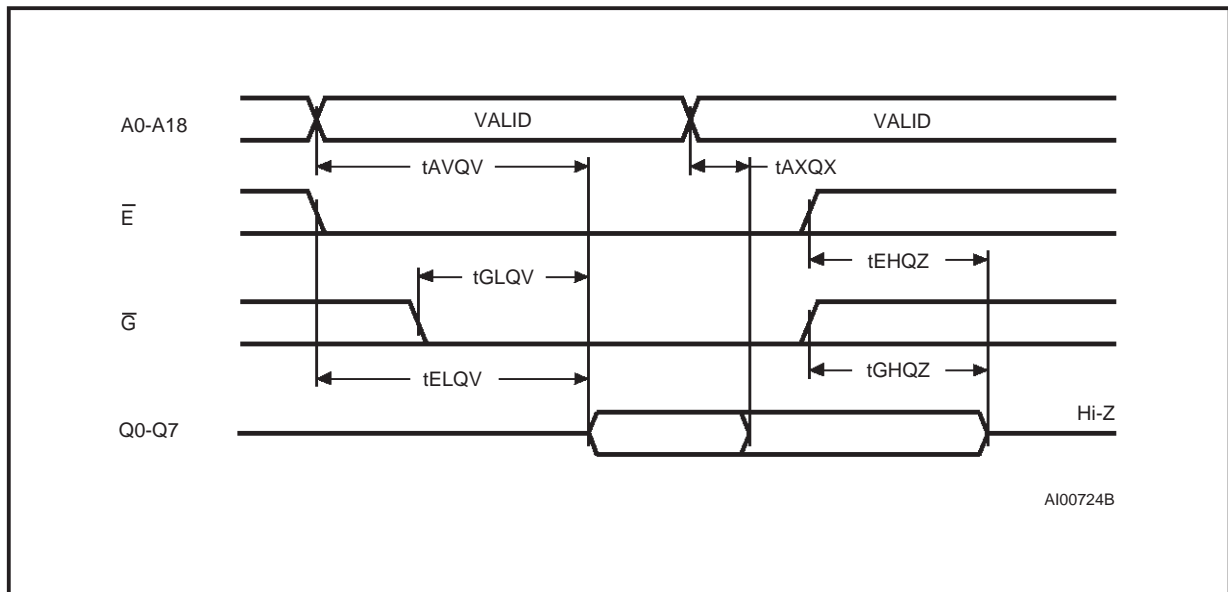 A0-A18
VALID
VALID
tAVQV
tAXQX
E̅
tEHQZ
tGLQV
G̅
tELQV
tGHQZ
Q0-Q7
Hi-Z
AI00724B